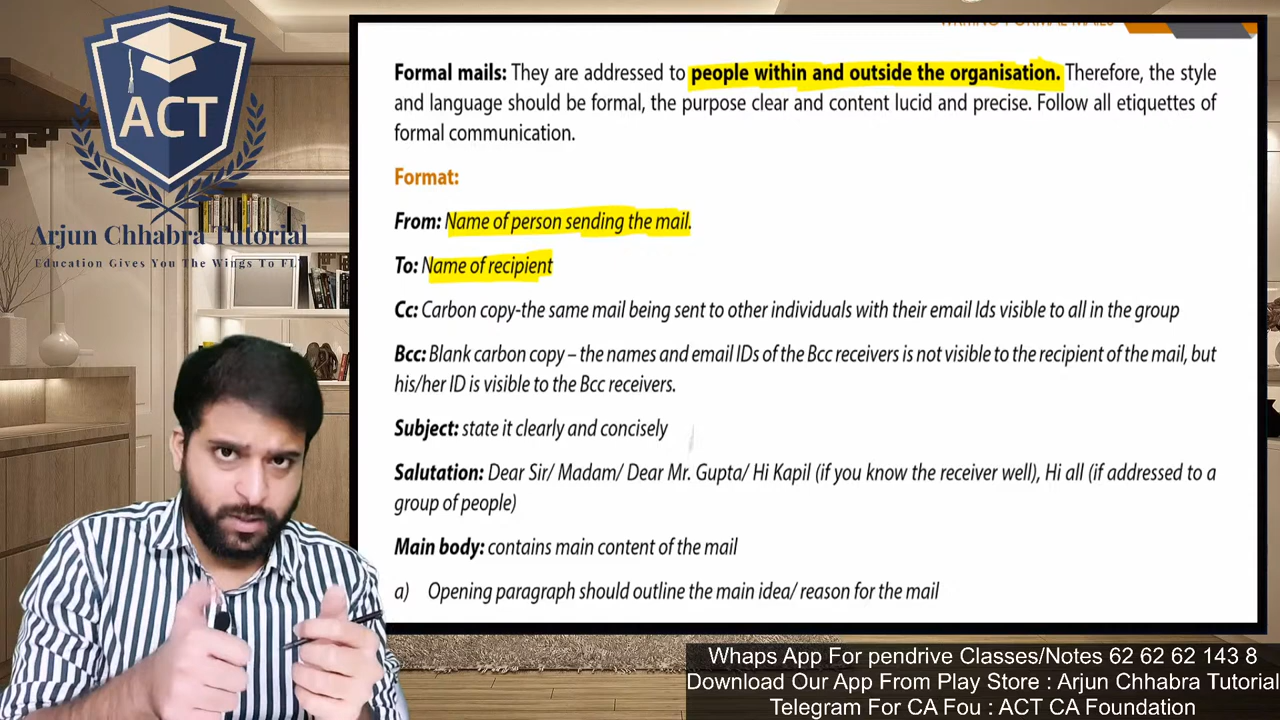 WRITING FORMAL MAILS
ACT
Arjun Chhabra Tutorial
Education Gives You The Wings To FL
Formal mails: They are addressed to people within and outside the organisation. Therefore, the style
and language should be formal, the purpose clear and content lucid and precise. Follow all etiquettes of
formal communication.
Format:
From: Name of person sending the mail.
To: Name of recipient
Cc: Carbon copy-the same mail being sent to other individuals with their email Ids visible to all in the group
Bcc: Blank carbon copy – the names and email IDs of the Bcc receivers is not visible to the recipient of the mail, but
his/her ID is visible to the Bcc receivers.
Subject: state it clearly and concisely
Salutation: Dear Sir/ Madam/ Dear Mr. Gupta/ Hi Kapil (if you know the receiver well), Hi all (if addressed to a
group of people)
Main body: contains main content of the mail
a) Opening paragraph should outline the main idea/ reason for the mail
Whaps App For pendrive Classes/Notes 62 62 62 143 8
Download Our App From Play Store : Arjun Chhabra Tutorial
Telegram For CA Fou : ACT CA Foundation